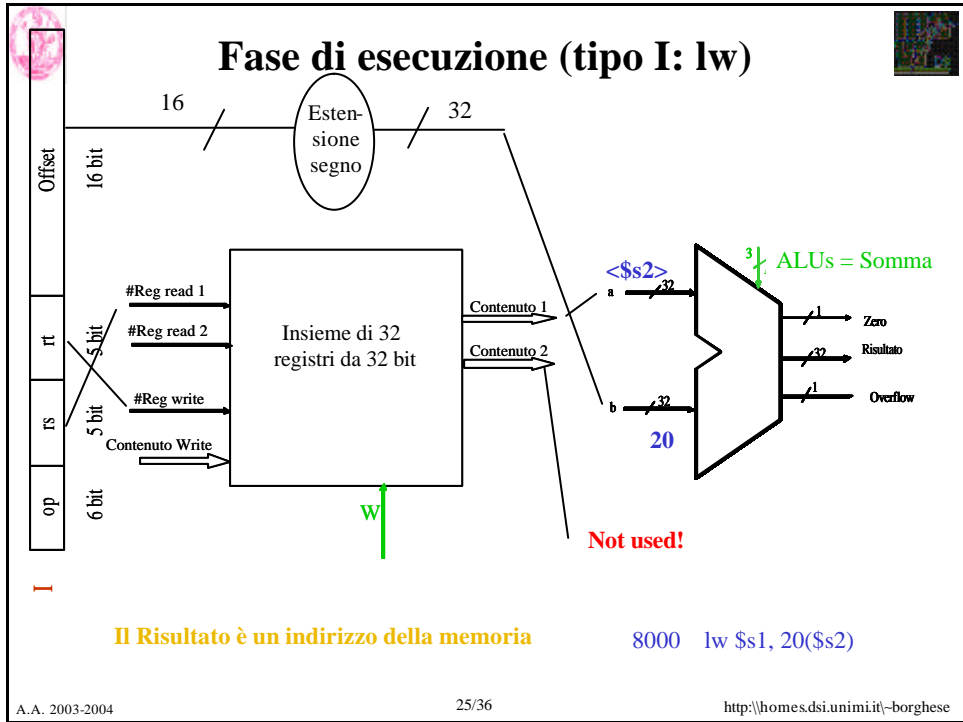 Fase di esecuzione (tipo I: lw)
16
Esten-
sione
segno
32
Offset
16 bit
rt
5 bit
rs
5 bit
op
6 bit
I
#Reg read 1
#Reg read 2
#Reg write
Contenuto Write
Insieme di 32
registri da 32 bit
W
Contenuto 1
Contenuto 2
Not used!
<$s2>
a
32
b
32
20
3
ALUs = Somma
1
Zero
32
Risultato
1
Overflow
Il Risultato è un indirizzo della memoria
8000 lw $s1, 20($s2)
A.A. 2003-2004
25/36
http:\\homes.dsi.unimi.it\~borghese